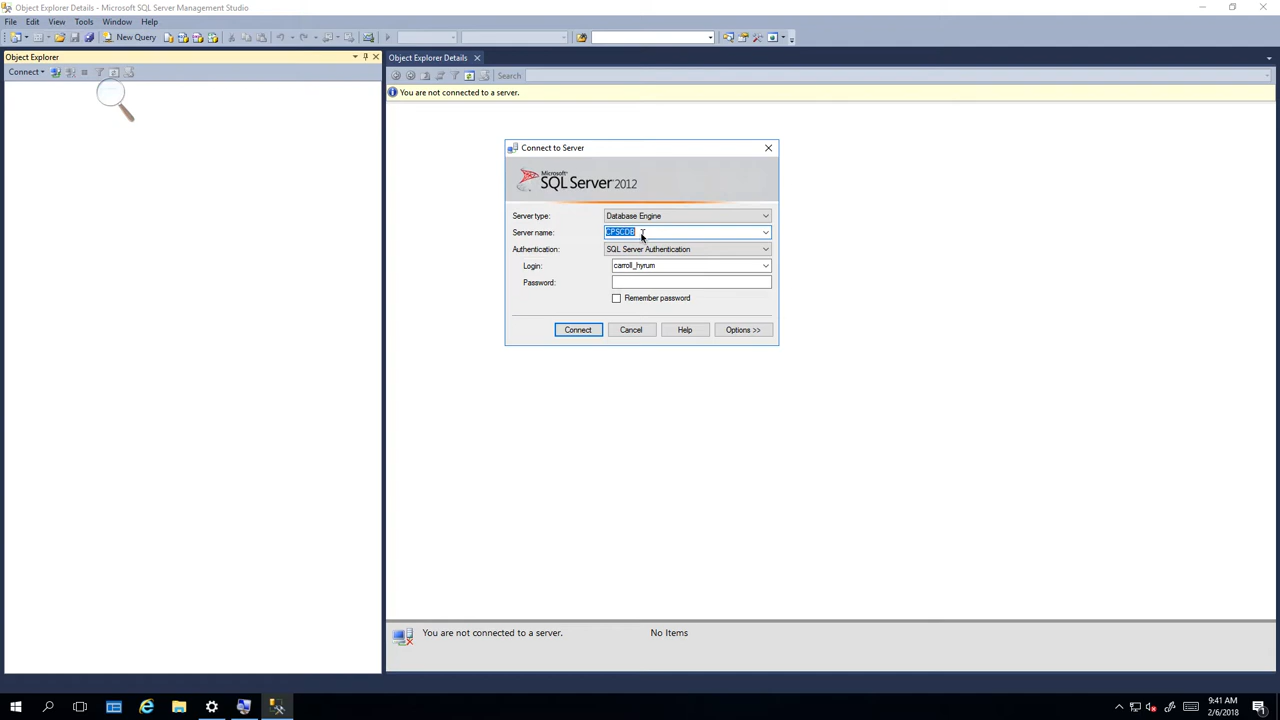 Object Explorer Details - Microsoft SQL Server Management Studio
File Edit View Tools Window Help
New Query
Object Explorer
Object Explorer Details
Connect
Search
You are not connected to a server.
Connect to Server
Microsoft
SQL Server 2012
Server type: Database Engine
Server name: CPSCDB
Authentication: SQL Server Authentication
Login: carroll_hyrum
Password:
Remember password
Connect Cancel Help Options >>
You are not connected to a server. No Items
9:41 AM
2/6/2018
1